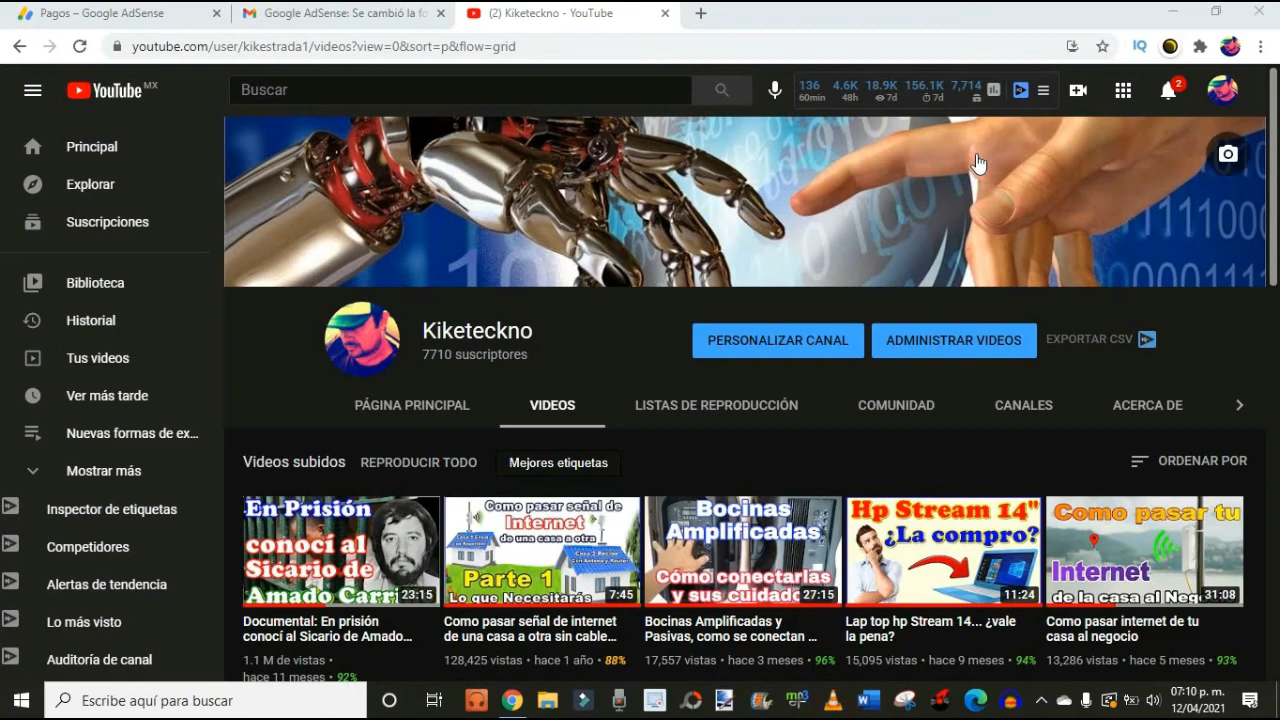 Pagos – Google AdSense
Google AdSense: Se cambió la fo
(2) Kiketeckno - YouTube
youtube.com/user/kikestrada1/videos?view=0&sort=p&flow=grid
YouTube MX
Buscar
136 4.6K 18.9K 156.1K 7,714
60min 48h 7d 7d
2
Principal
Explorar
Suscripciones
Biblioteca
Historial
Tus videos
Ver más tarde
Nuevas formas de ex...
Mostrar más
Inspector de etiquetas
Competidores
Alertas de tendencia
Lo más visto
Auditoría de canal
Kiketeckno
7710 suscriptores
PERSONALIZAR CANAL
ADMINISTRAR VIDEOS
EXPORTAR CSV
PÁGINA PRINCIPAL
VIDEOS
LISTAS DE REPRODUCCIÓN
COMUNIDAD
CANALES
ACERCA DE
Videos subidos
REPRODUCIR TODO
Mejores etiquetas
ORDENAR POR
En Prisión
conocí al
Sicario de
Amado Carri
23:15
Documental: En prisión
conocí al Sicario de Amado...
1.1 M de vistas •
hace 11 meses • 92%
Como pasar señal de
Internet
de una casa a otra
Parte 1
Lo que Necesitarás
7:45
Como pasar señal de internet
de una casa a otra sin cable...
128,425 vistas • hace 1 año • 88%
Bocinas
Amplificadas
Cómo conectarlas
y sus cuidado
27:15
Bocinas Amplificadas y
Pasivas, como se conectan ...
17,557 vistas • hace 3 meses • 96%
Hp Stream 14"
¿La compro?
11:24
Lap top hp Stream 14... ¿vale
la pena?
15,095 vistas • hace 9 meses • 94%
Como pasar tu
Internet
de la casa al Nego
31:08
Como pasar internet de tu
casa al negocio
13,286 vistas • hace 5 meses • 93%
Escribe aquí para buscar
mp3
07:10 p. m.
12/04/2021